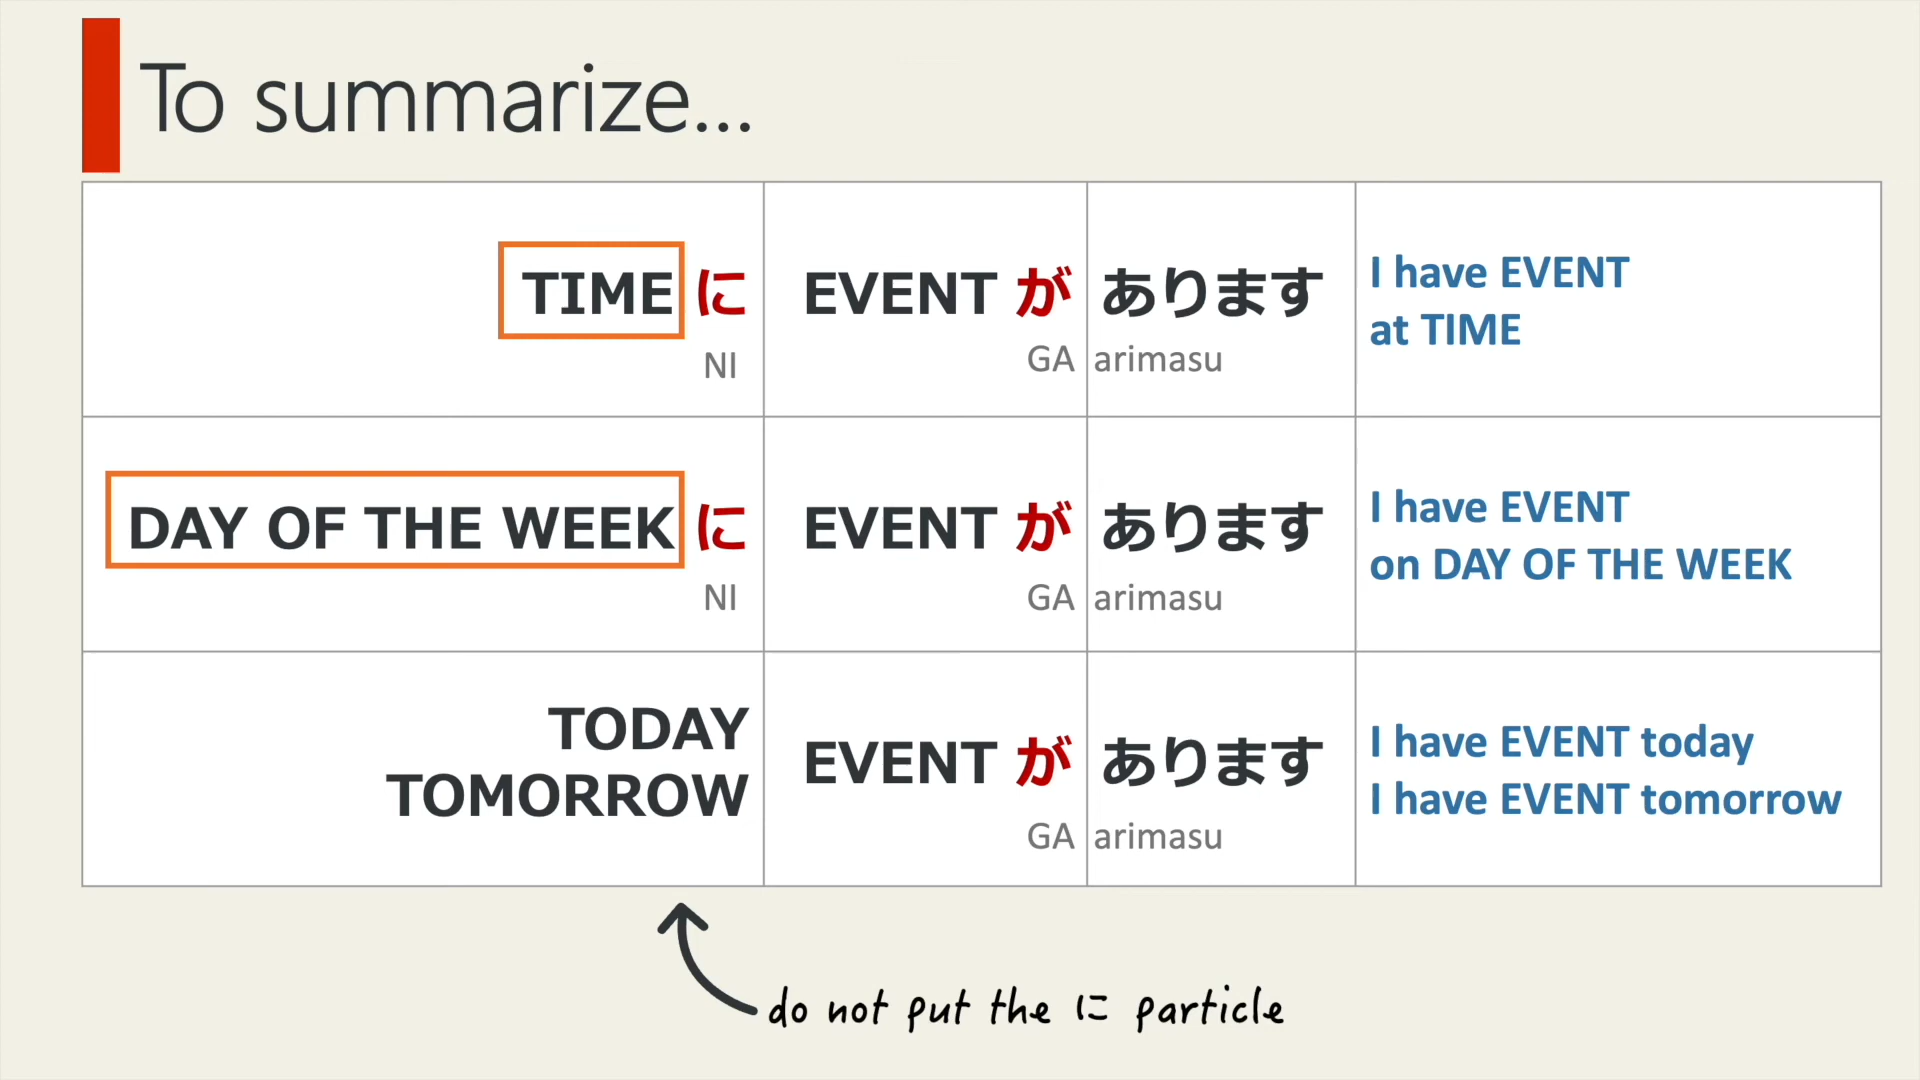 To summarize...
TIME に
NI
EVENT が
GA
あります
arimasu
I have EVENT
at TIME
DAY OF THE WEEK に
NI
EVENT が
GA
あります
arimasu
I have EVENT
on DAY OF THE WEEK
TODAY
TOMORROW
EVENT が
GA
あります
arimasu
I have EVENT today
I have EVENT tomorrow
do not put the に particle